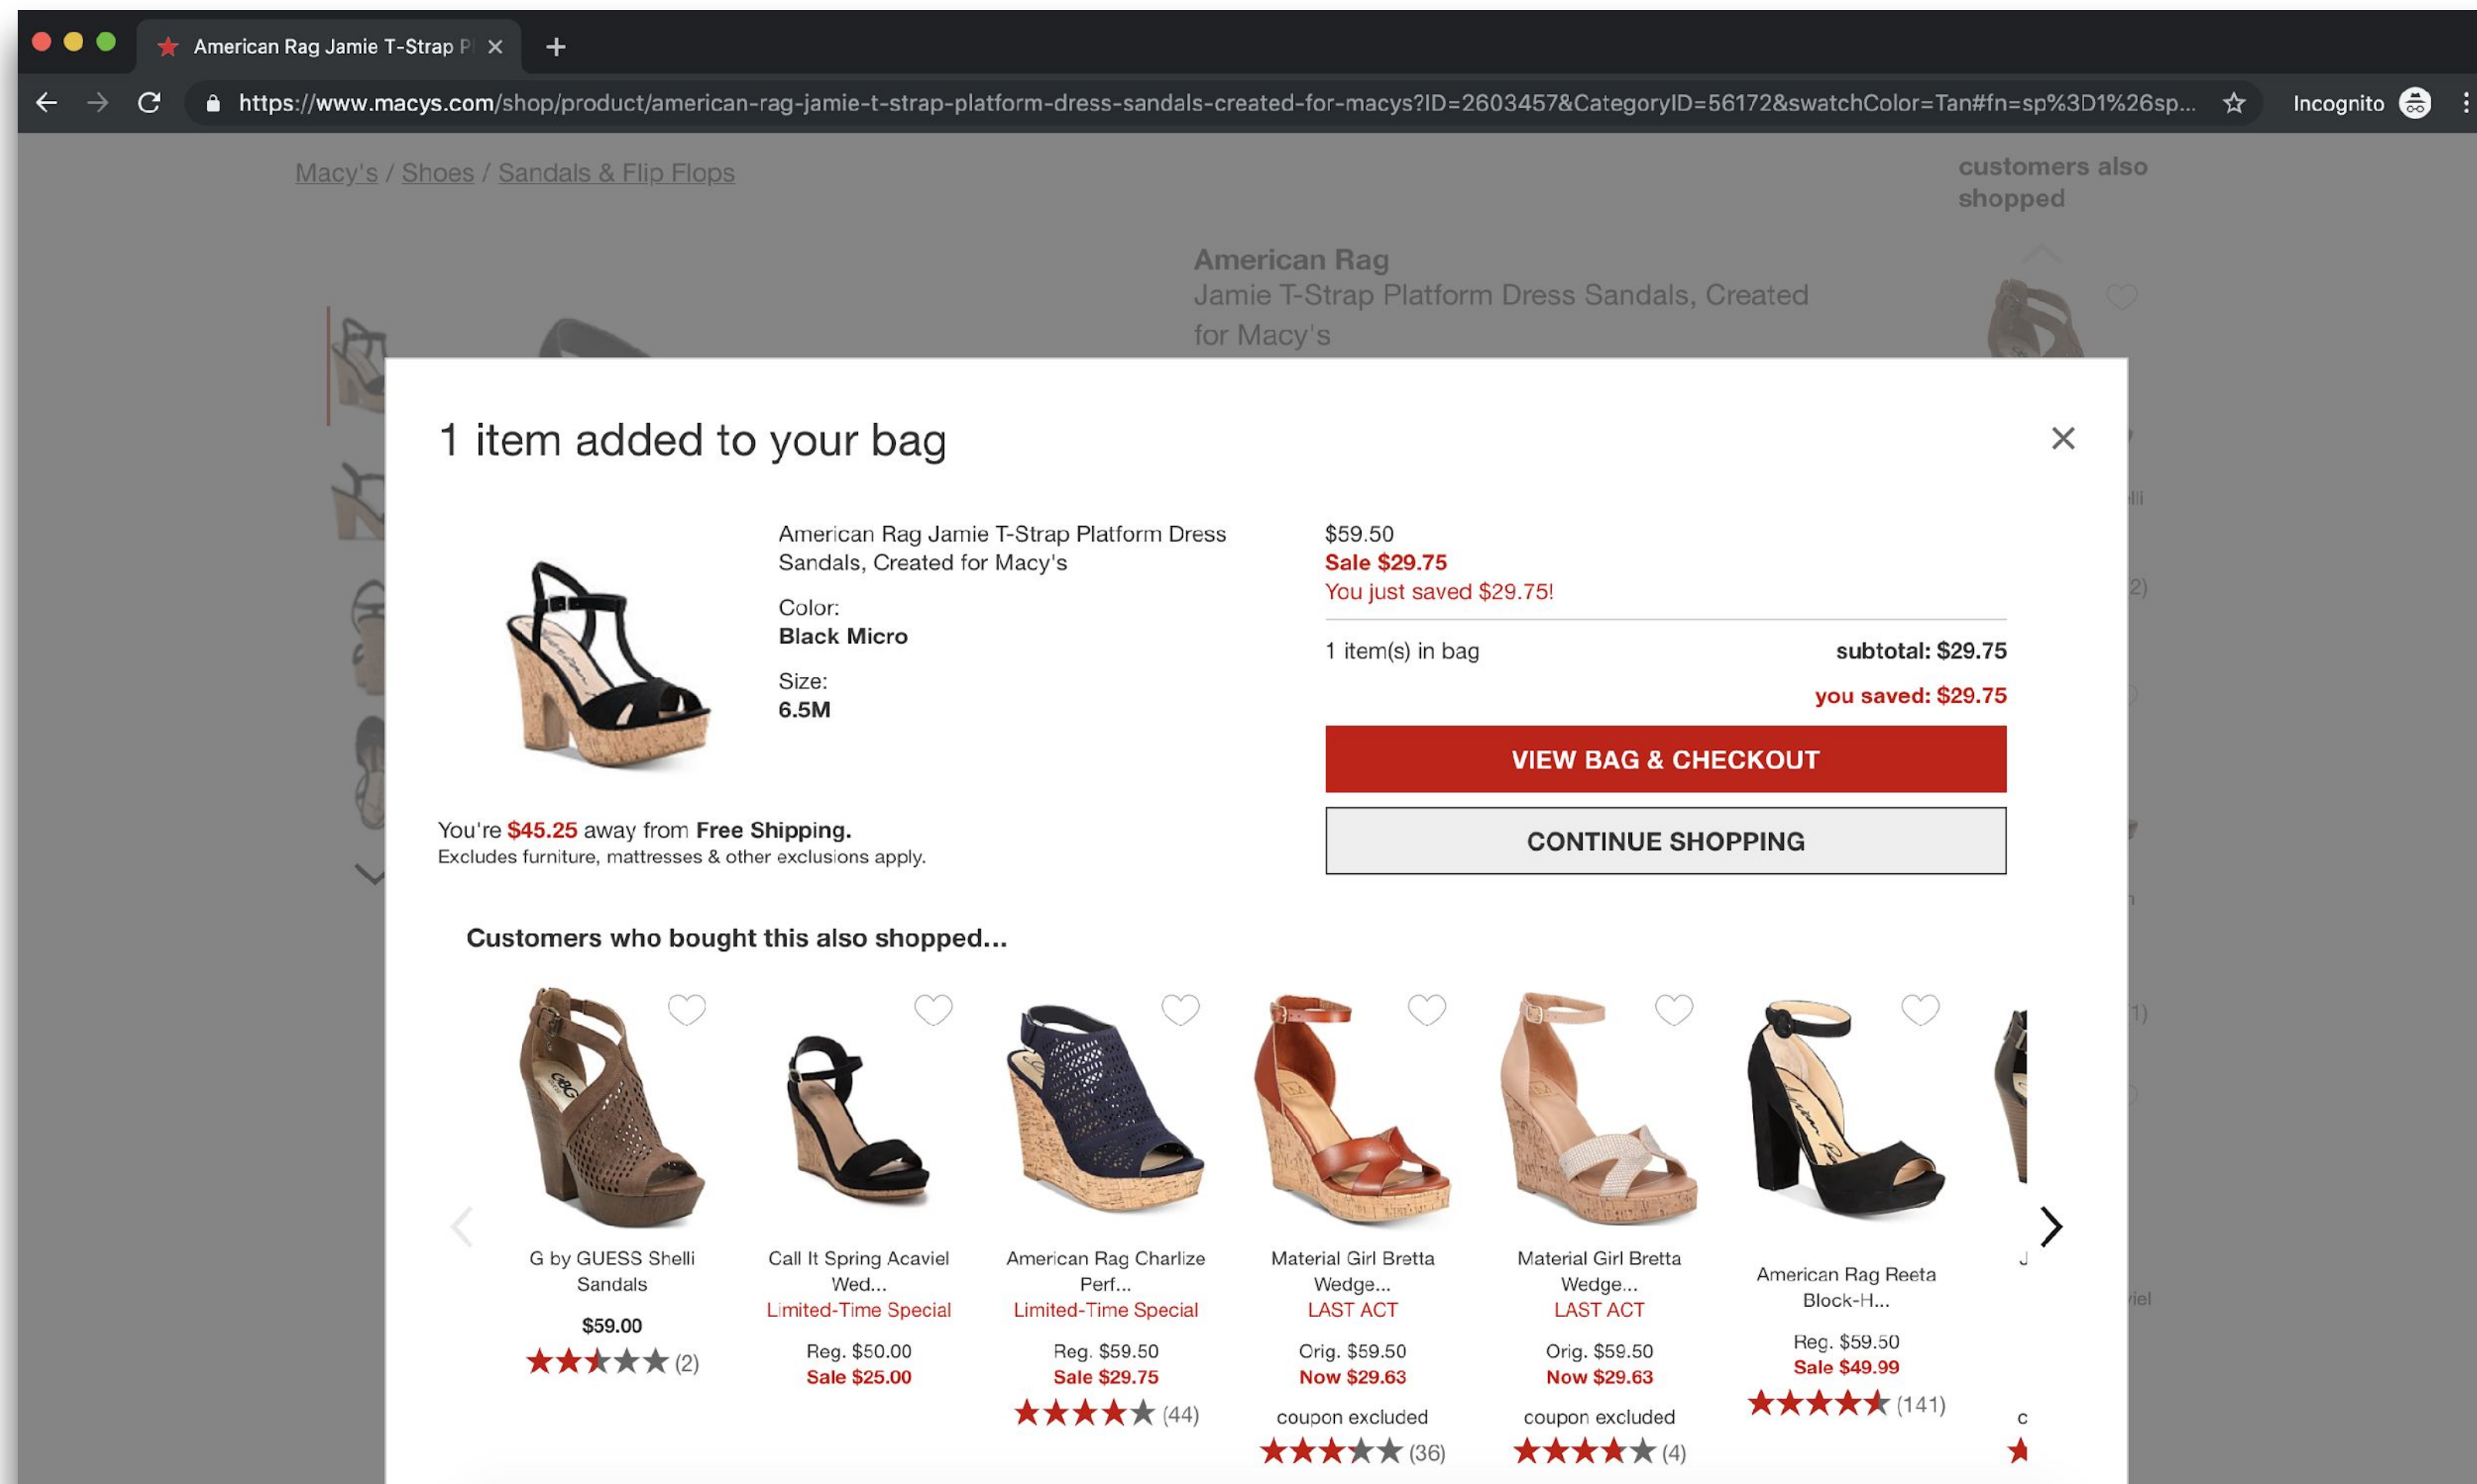 American Rag Jamie T-Strap P
https://www.macys.com/shop/product/american-rag-jamie-t-strap-platform-dress-sandals-created-for-macys?ID=2603457&CategoryID=56172&swatchColor=Tan#fn=sp%3D1%26sp...
Incognito
Macy's / Shoes / Sandals & Flip Flops
customers also
shopped
American Rag
Jamie T-Strap Platform Dress Sandals, Created
for Macy's
1 item added to your bag
American Rag Jamie T-Strap Platform Dress
Sandals, Created for Macy's
Color:
Black Micro
Size:
6.5M
$59.50
Sale $29.75
You just saved $29.75!
1 item(s) in bag
subtotal: $29.75
you saved: $29.75
VIEW BAG & CHECKOUT
CONTINUE SHOPPING
You're $45.25 away from Free Shipping.
Excludes furniture, mattresses & other exclusions apply.
Customers who bought this also shopped...
G by GUESS Shelli
Sandals
$59.00
(2)
Call It Spring Acaviel
Wed...
Limited-Time Special
Reg. $50.00
Sale $25.00
American Rag Charlize
Perf...
Limited-Time Special
Reg. $59.50
Sale $29.75
(44)
Material Girl Bretta
Wedge...
LAST ACT
Orig. $59.50
Now $29.63
coupon excluded
(36)
Material Girl Bretta
Wedge...
LAST ACT
Orig. $59.50
Now $29.63
coupon excluded
(4)
American Rag Reeta
Block-H...
Reg. $59.50
Sale $49.99
(141)